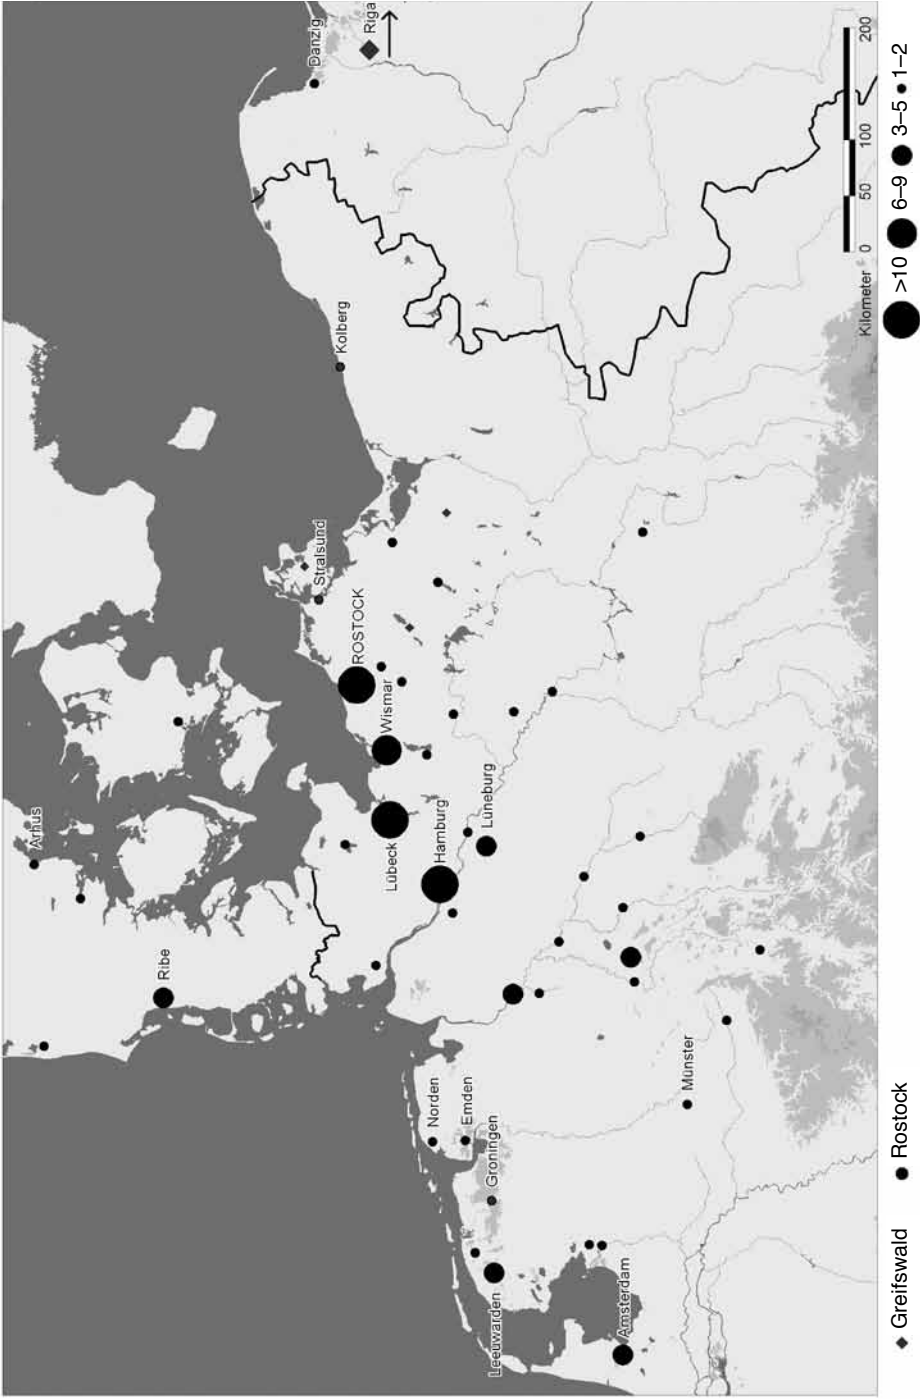 Århus
Ribe
Riga
Danzig
Kolberg
Stralsund
ROSTOCK
Wismar
Lübeck
Hamburg
Lüneburg
Norden
Emden
Groningen
Leeuwarden
Amsterdam
Münster
Kilometer
0 50 100 200
Greifswald
Rostock
>10
6–9
3–5
1–2